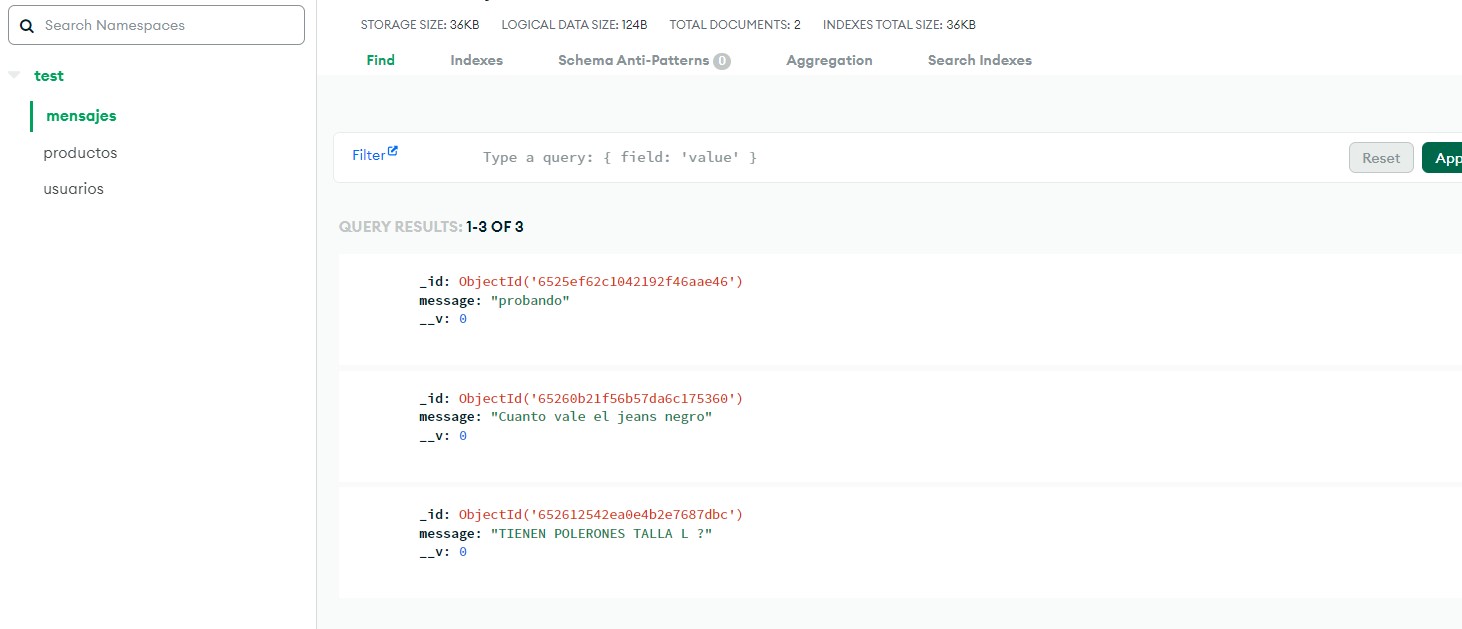 Search Namespaces
test
mensajes
productos
usuarios
STORAGE SIZE: 36KB LOGICAL DATA SIZE: 124B TOTAL DOCUMENTS: 2 INDEXES TOTAL SIZE: 36KB
Find Indexes Schema Anti-Patterns 0 Aggregation Search Indexes
Filter Type a query: { field: 'value' } Reset App
QUERY RESULTS: 1-3 OF 3
_id: ObjectId('6525ef62c1042192f46aae46')
message: "probando"
__v: 0
_id: ObjectId('65260b21f56b57da6c175360')
message: "Cuanto vale el jeans negro"
__v: 0
_id: ObjectId('652612542ea0e4b2e7687dbc')
message: "TIENEN POLERONES TALLA L ?"
__v: 0